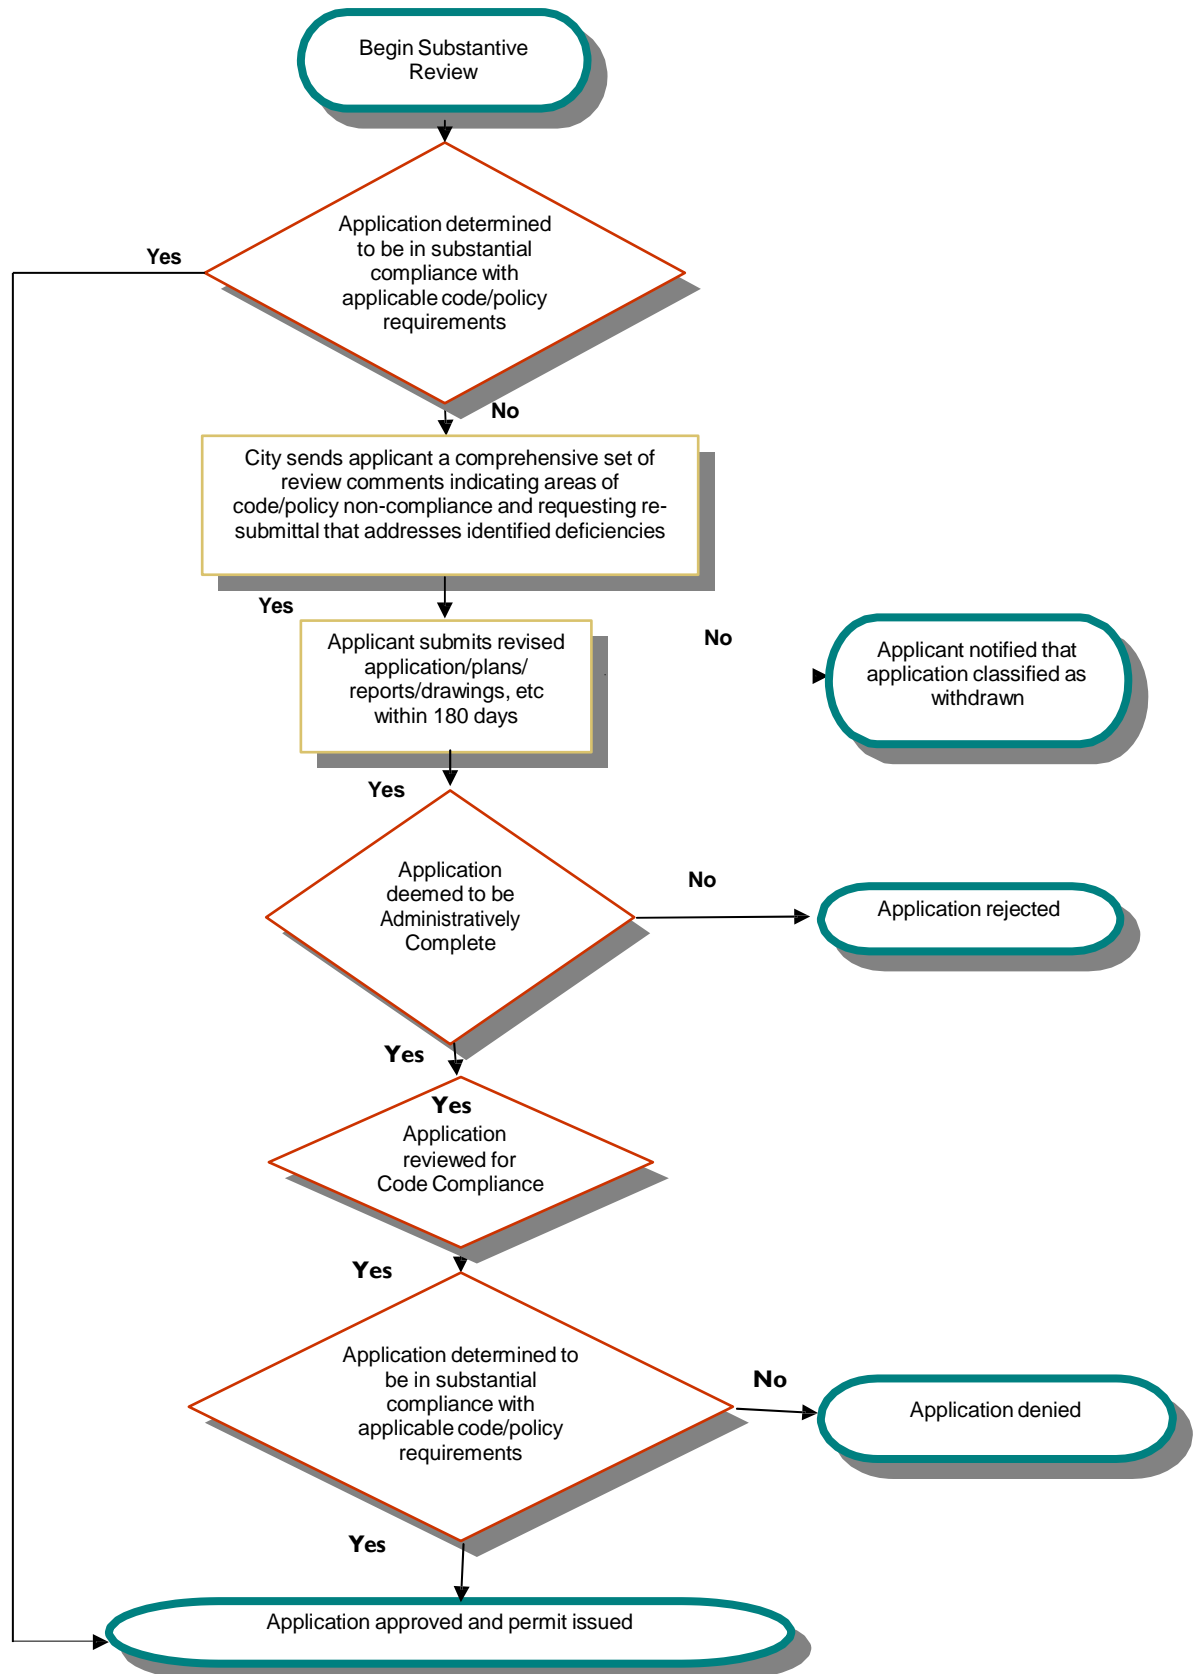 Begin Substantive
Review
Application determined
to be in substantial
compliance with
applicable code/policy
requirements
Yes
No
City sends applicant a comprehensive set of
review comments indicating areas of
code/policy non-compliance and requesting re-
submittal that addresses identified deficiencies
Yes
Applicant submits revised
application/plans/
reports/drawings, etc
within 180 days
No
Applicant notified that
application classified as
withdrawn
Yes
Application
deemed to be
Administratively
Complete
No
Application rejected
Yes
Yes
Application
reviewed for
Code Compliance
Yes
Application determined to
be in substantial
compliance with
applicable code/policy
requirements
No
Application denied
Yes
Application approved and permit issued